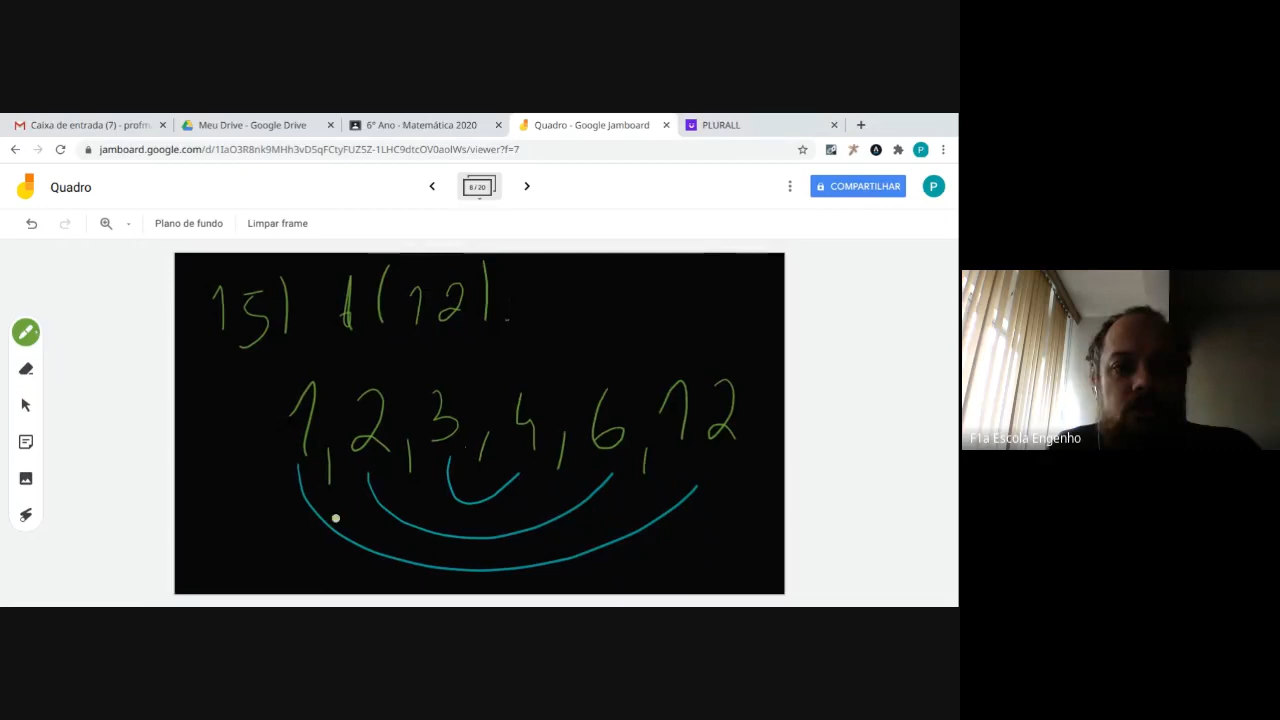 Caixa de entrada (7) - profm.
Meu Drive - Google Drive
6° Ano - Matemática 2020
Quadro - Google Jamboard
PLURALL
jamboard.google.com/d/1IaO3R8nk9MHh3vD5qFCtyFUZ5Z-1LHC9dtcOV0aolWs/viewer?f=7
Quadro
8 / 20
COMPARTILHAR
P
P
Plano de fundo
Limpar frame
15) d(12).
1, 2, 3, 4, 6, 12
F1a Escola Engenho